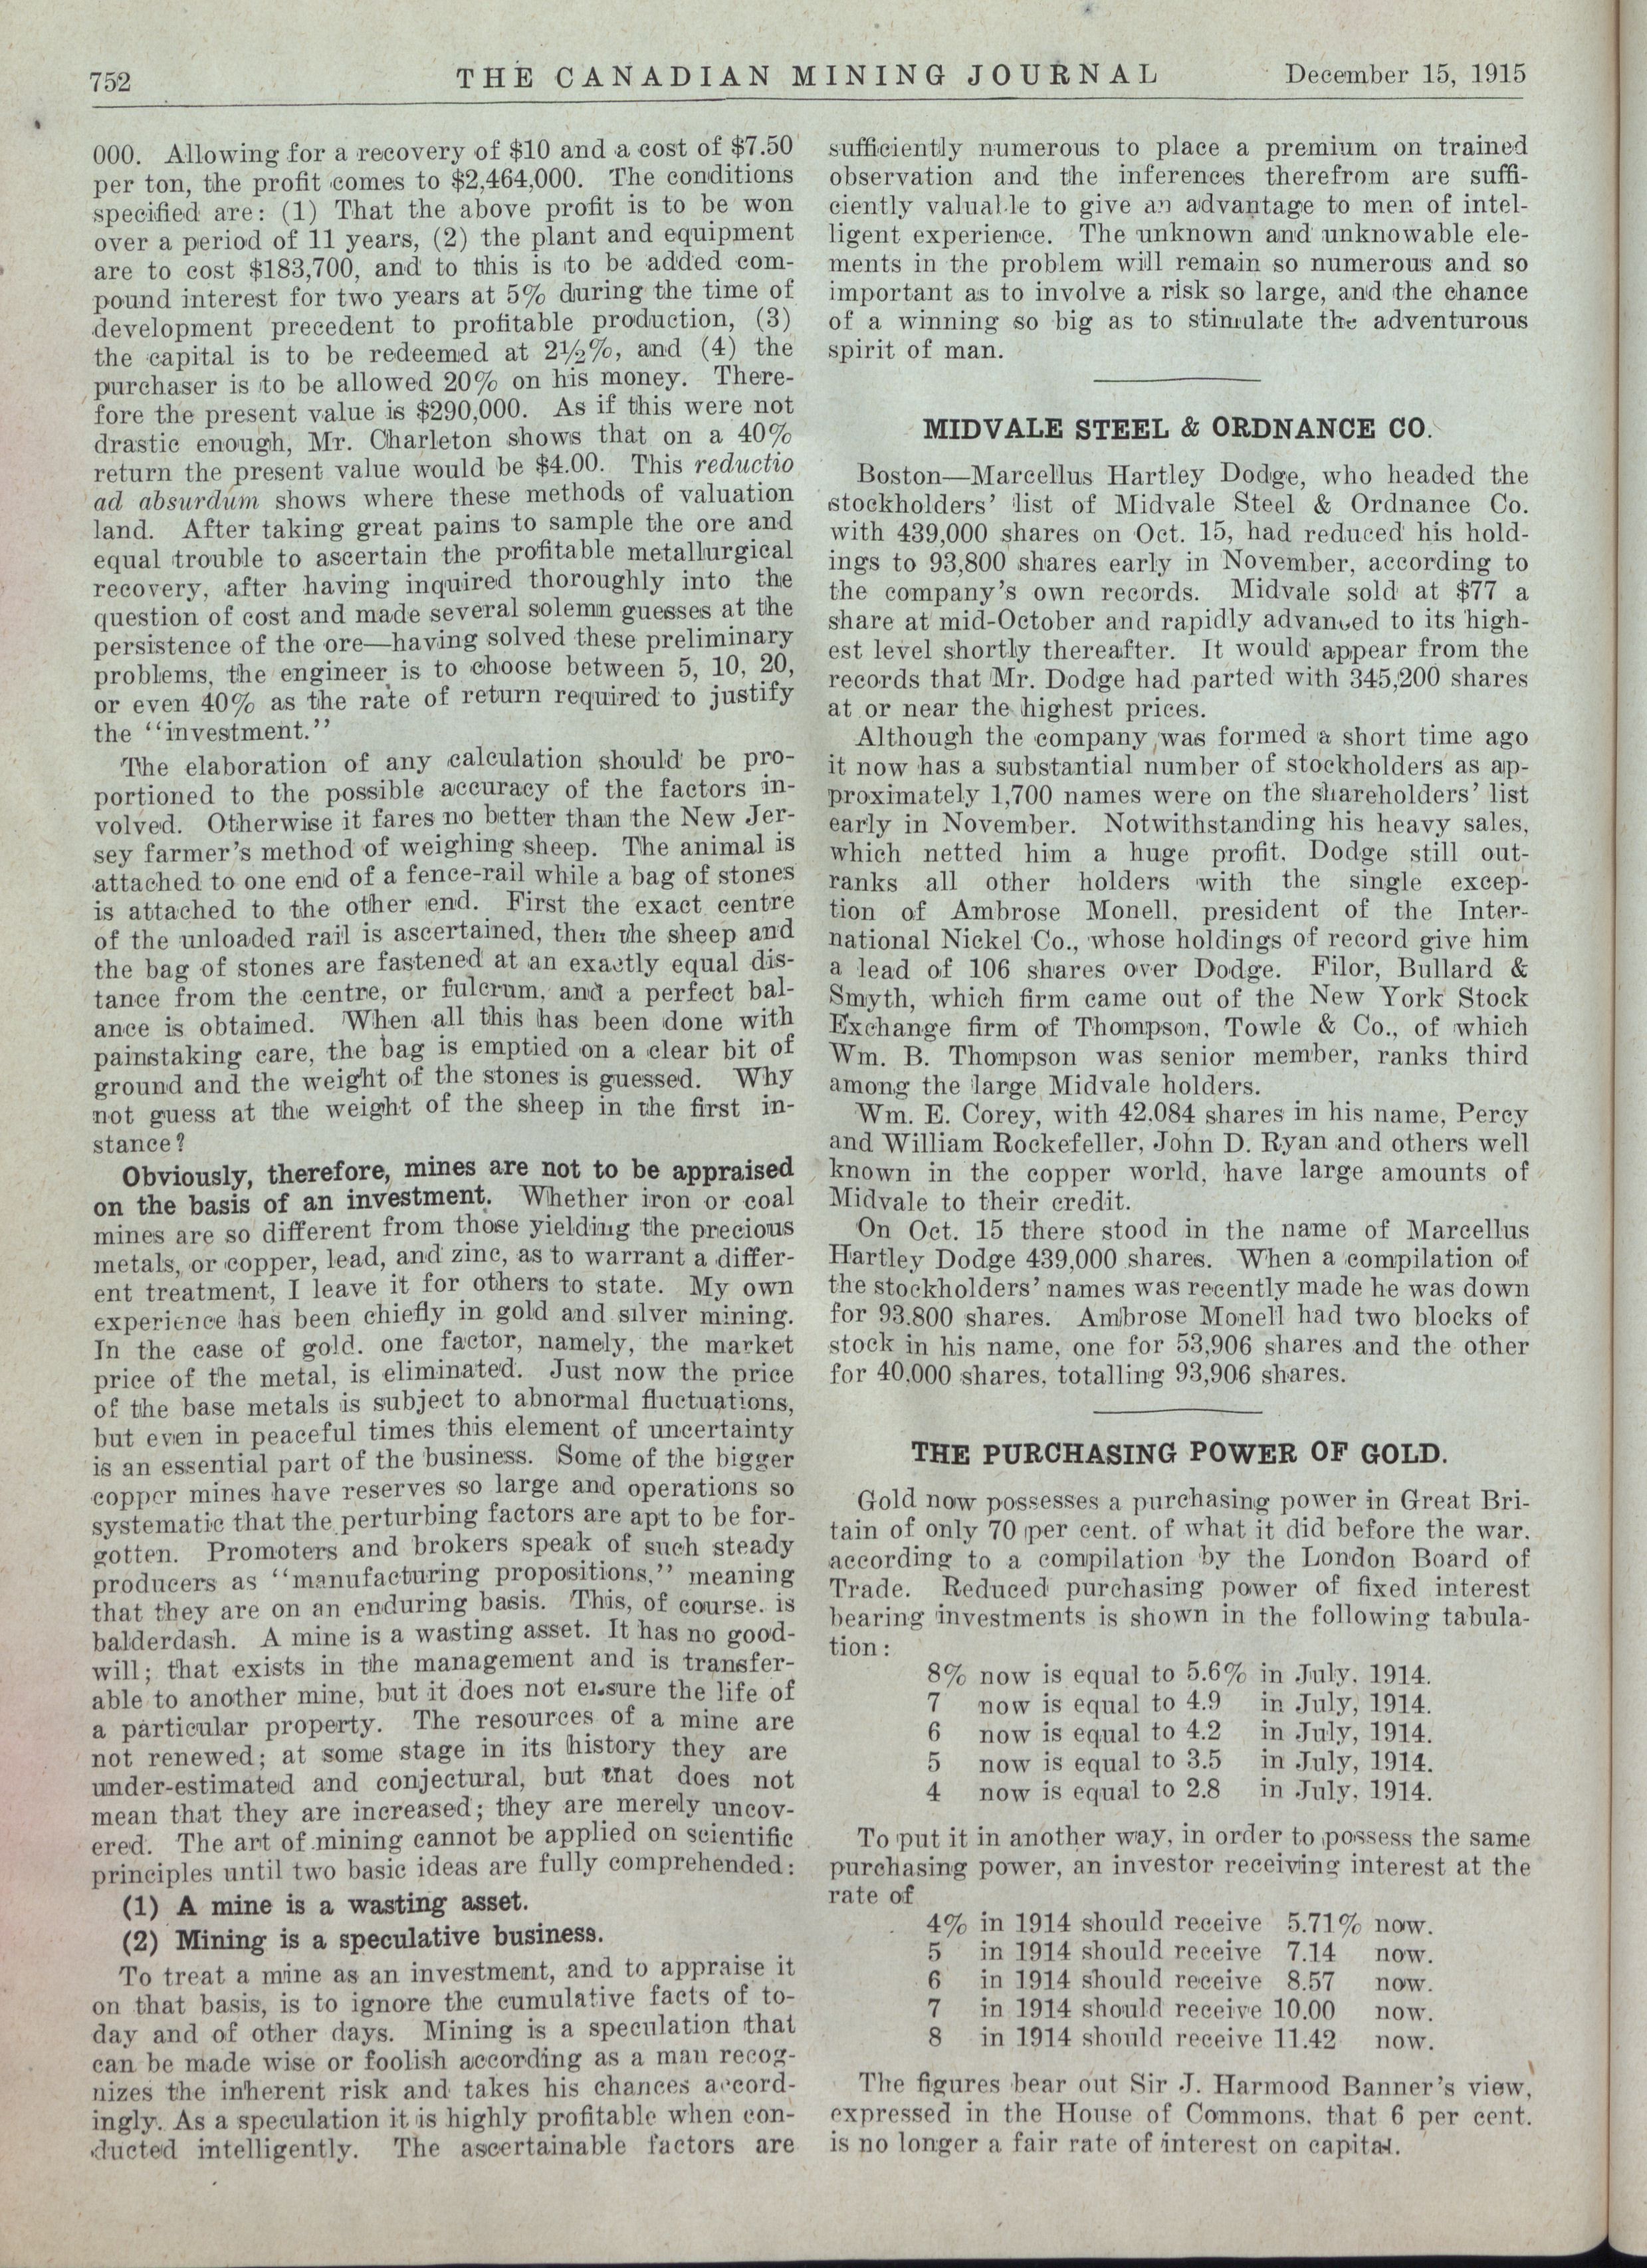 752 THE CANADIAN MINING JOURNAL December 15, 1915
000. Allowing for a recovery of $10 and a cost of $7.50
per ton, the profit comes to $2,464,000. The conditions
specified are: (1) That the above profit is to be won
over a period of 11 years, (2) the plant and equipment
are to cost $183,700, and to this is to be added com-
pound interest for two years at 5% during the time of
development precedent to profitable production, (3)
the capital is to be redeemed at 2½%, and (4) the
purchaser is to be allowed 20% on his money. There-
fore the present value is $290,000. As if this were not
drastic enough, Mr. Charleton shows that on a 40%
return the present value would be $4.00. This reductio
ad absurdum shows where these methods of valuation
land. After taking great pains to sample the ore and
equal trouble to ascertain the profitable metallurgical
recovery, after having inquired thoroughly into the
question of cost and made several solemn guesses at the
persistence of the ore—having solved these preliminary
problems, the engineer is to choose between 5, 10, 20,
or even 40% as the rate of return required to justify
the "investment."
The elaboration of any calculation should be pro-
portioned to the possible accuracy of the factors in-
volved. Otherwise it fares no better than the New Jer-
sey farmer's method of weighing sheep. The animal is
attached to one end of a fence-rail while a bag of stones
is attached to the other end. First the exact centre
of the unloaded rail is ascertained, then the sheep and
the bag of stones are fastened at an exactly equal dis-
tance from the centre, or fulcrum, and a perfect bal-
ance is obtained. When all this has been done with
painstaking care, the bag is emptied on a clear bit of
ground and the weight of the stones is guessed. Why
not guess at the weight of the sheep in the first in-
stance?
Obviously, therefore, mines are not to be appraised
on the basis of an investment. Whether iron or coal
mines are so different from those yielding the precious
metals, or copper, lead, and zinc, as to warrant a differ-
ent treatment, I leave it for others to state. My own
experience has been chiefly in gold and silver mining.
In the case of gold, one factor, namely, the market
price of the metal, is eliminated. Just now the price
of the base metals is subject to abnormal fluctuations,
but even in peaceful times this element of uncertainty
is an essential part of the business. Some of the bigger
copper mines have reserves so large and operations so
systematic that the perturbing factors are apt to be for-
gotten. Promoters and brokers speak of such steady
producers as "manufacturing propositions," meaning
that they are on an enduring basis. This, of course, is
balderdash. A mine is a wasting asset. It has no good-
will; that exists in the management and is transfer-
able to another mine, but it does not ensure the life of
a particular property. The resources of a mine are
not renewed; at some stage in its history they are
under-estimated and conjectural, but that does not
mean that they are increased; they are merely uncov-
ered. The art of mining cannot be applied on scientific
principles until two basic ideas are fully comprehended:
(1) A mine is a wasting asset.
(2) Mining is a speculative business.
To treat a mine as an investment, and to appraise it
on that basis, is to ignore the cumulative facts of to-
day and of other days. Mining is a speculation that
can be made wise or foolish according as a man recog-
nizes the inherent risk and takes his chances accord-
ingly. As a speculation it is highly profitable when con-
ducted intelligently. The ascertainable factors are
sufficiently numerous to place a premium on trained
observation and the inferences therefrom are suffi-
ciently valuable to give an advantage to men of intel-
ligent experience. The unknown and unknowable ele-
ments in the problem will remain so numerous and so
important as to involve a risk so large, and the chance
of a winning so big as to stimulate the adventurous
spirit of man.
MIDVALE STEEL & ORDNANCE CO.
Boston—Marcellus Hartley Dodge, who headed the
stockholders' list of Midvale Steel & Ordnance Co.
with 439,000 shares on Oct. 15, had reduced his hold-
ings to 93,800 shares early in November, according to
the company's own records. Midvale sold at $77 a
share at mid-October and rapidly advanced to its high-
est level shortly thereafter. It would appear from the
records that Mr. Dodge had parted with 345,200 shares
at or near the highest prices.
Although the company was formed a short time ago
it now has a substantial number of stockholders as ap-
proximately 1,700 names were on the shareholders' list
early in November. Notwithstanding his heavy sales,
which netted him a huge profit, Dodge still out-
ranks all other holders with the single excep-
tion of Ambrose Monell, president of the Inter-
national Nickel Co., whose holdings of record give him
a lead of 106 shares over Dodge. Filor, Bullard &
Smyth, which firm came out of the New York Stock
Exchange firm of Thompson, Towle & Co., of which
Wm. B. Thompson was senior member, ranks third
among the large Midvale holders.
Wm. E. Corey, with 42,084 shares in his name, Percy
and William Rockefeller, John D. Ryan and others well
known in the copper world, have large amounts of
Midvale to their credit.
On Oct. 15 there stood in the name of Marcellus
Hartley Dodge 439,000 shares. When a compilation of
the stockholders' names was recently made he was down
for 93,800 shares. Ambrose Monell had two blocks of
stock in his name, one for 53,906 shares and the other
for 40,000 shares, totalling 93,906 shares.
THE PURCHASING POWER OF GOLD.
Gold now possesses a purchasing power in Great Bri-
tain of only 70 per cent. of what it did before the war,
according to a compilation by the London Board of
Trade. Reduced purchasing power of fixed interest
bearing investments is shown in the following tabula-
tion:
8% now is equal to 5.6% in July, 1914.
7 now is equal to 4.9 in July, 1914.
6 now is equal to 4.2 in July, 1914.
5 now is equal to 3.5 in July, 1914.
4 now is equal to 2.8 in July, 1914.
To put it in another way, in order to possess the same
purchasing power, an investor receiving interest at the
rate of
4% in 1914 should receive 5.71% now.
5 in 1914 should receive 7.14 now.
6 in 1914 should receive 8.57 now.
7 in 1914 should receive 10.00 now.
8 in 1914 should receive 11.42 now.
The figures bear out Sir J. Harmood Banner's view,
expressed in the House of Commons, that 6 per cent.
is no longer a fair rate of interest on capital.